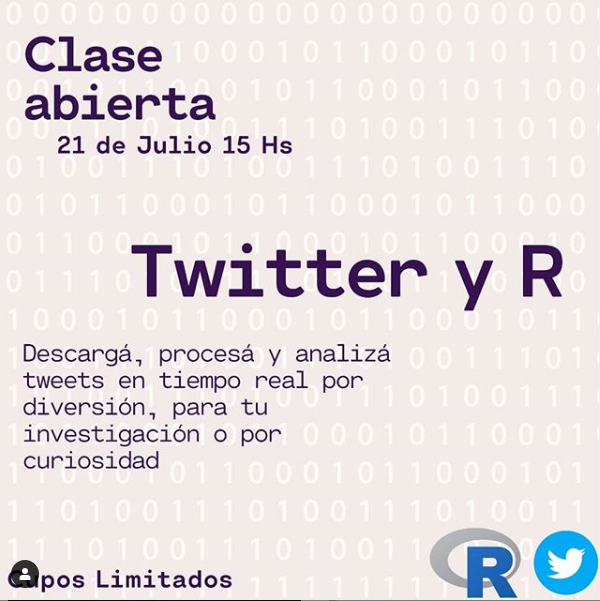 Clase
abierta
21 de Julio 15 Hs
Twitter y R
Descargá, procesá y analizá
tweets en tiempo real por
diversión, para tu
investigación o por
curiosidad
R
Cupos Limitados